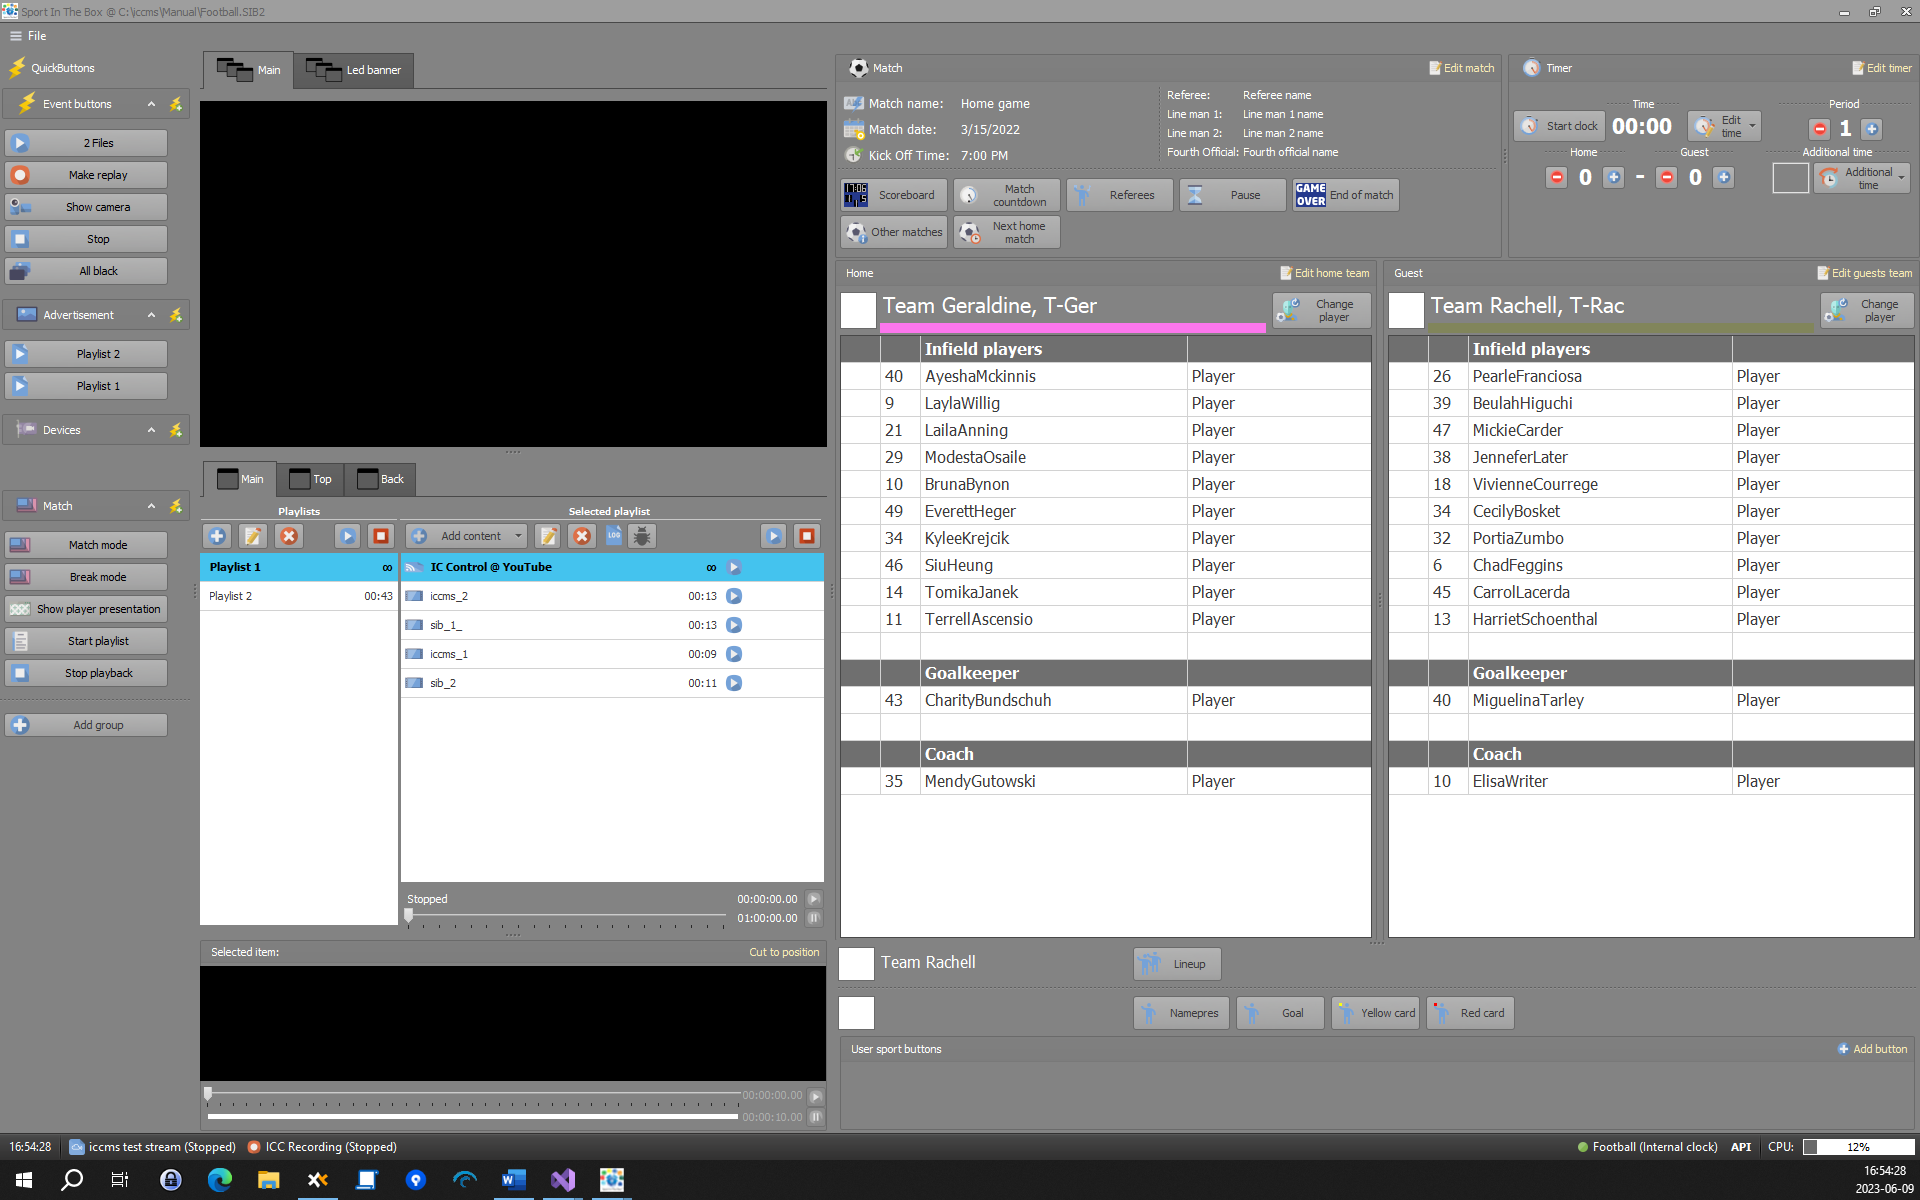 Sport In The Box @ C:\iccms\Manual\Football.SIB2
File
QuickButtons
Event buttons
2 Files
Make replay
Show camera
Stop
All black
Advertisement
Playlist 2
Playlist 1
Devices
Match
Match mode
Break mode
Show player presentation
Start playlist
Stop playback
Add group
Main
Led banner
Main
Top
Back
Playlists
Selected playlist
Add content
LOG
Playlist 1 ∞
Playlist 2 00:43
IC Control @ YouTube ∞
iccms_2 00:13
sib_1_ 00:13
iccms_1 00:09
sib_2 00:11
Stopped 00:00:00.00
01:00:00.00
Selected item: Cut to position
00:00:00.00
00:00:10.00
Match Edit match
Match name: Home game
Match date: 3/15/2022
Kick Off Time: 7:00 PM
Referee: Referee name
Line man 1: Line man 1 name
Line man 2: Line man 2 name
Fourth Official: Fourth official name
Scoreboard
Match countdown
Referees
Pause
GAME OVER
End of match
Other matches
Next home match
Timer Edit timer
Time Period
Start clock 00:00 Edit time 1
Home Guest Additional time
0 - 0 Additional time
Home Edit home team
Team Geraldine, T-Ger Change player
Infield players
40 AyeshaMckinnis Player
9 LaylaWillig Player
21 LailaAnning Player
29 ModestaOsaile Player
10 BrunaBynon Player
49 EverettHeger Player
34 KyleeKrejcik Player
46 SiuHeung Player
14 TomikaJanek Player
11 TerrellAscensio Player
Goalkeeper
43 CharityBundschuh Player
Coach
35 MendyGutowski Player
Guest Edit guests team
Team Rachell, T-Rac Change player
Infield players
26 PearleFranciosa Player
39 BeulahHiguchi Player
47 MickieCarder Player
38 JenneferLater Player
18 VivienneCourrege Player
34 CecilyBosket Player
32 PortiaZumbo Player
6 ChadFeggins Player
45 CarrolLacerda Player
13 HarrietSchoenthal Player
Goalkeeper
40 MiguelinaTarley Player
Coach
10 ElisaWriter Player
Team Rachell Lineup
Namepres Goal Yellow card Red card
User sport buttons Add button
16:54:28 iccms test stream (Stopped) ICC Recording (Stopped) Football (Internal clock) API CPU: 12%
16:54:28
2023-06-09